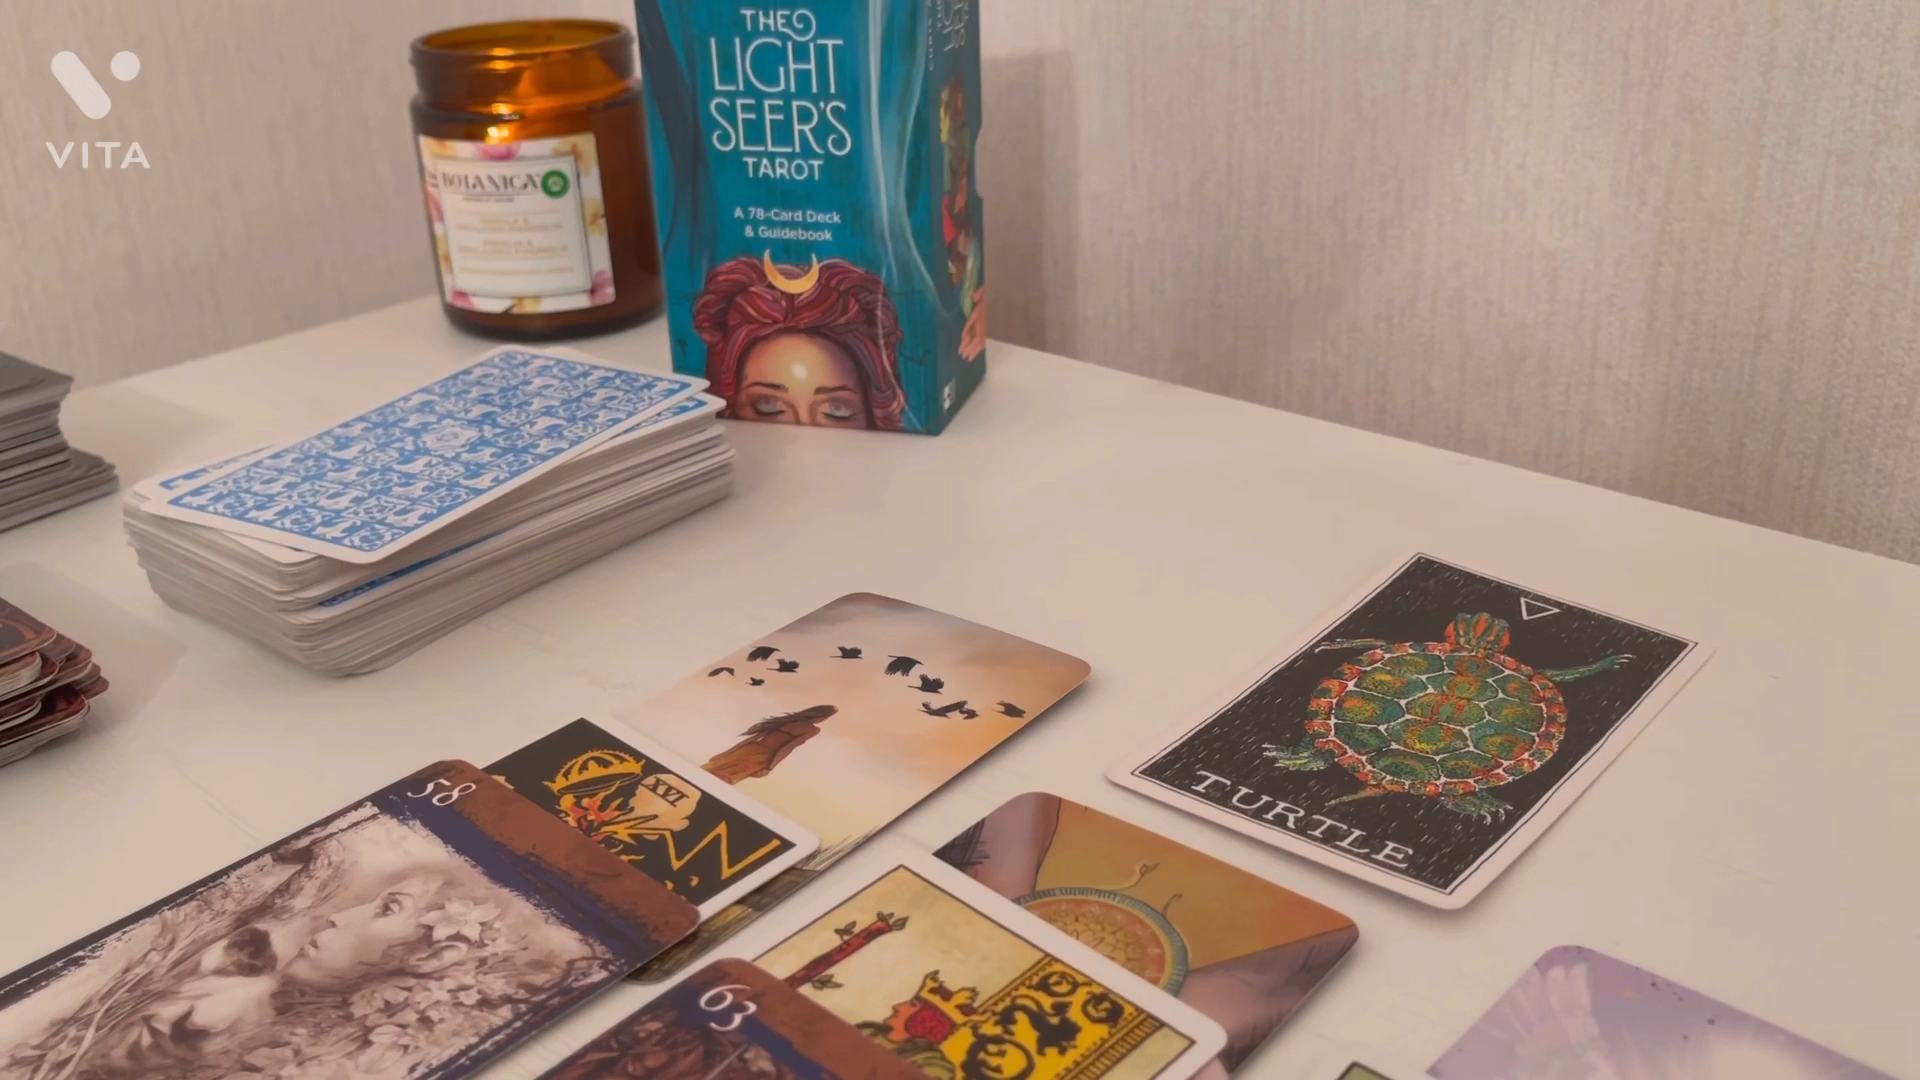 VITA
THE
LIGHT
SEER'S
TAROT
A 78-Card Deck
& Guidebook
BOTANICA
XVI
58
63
TURTLE